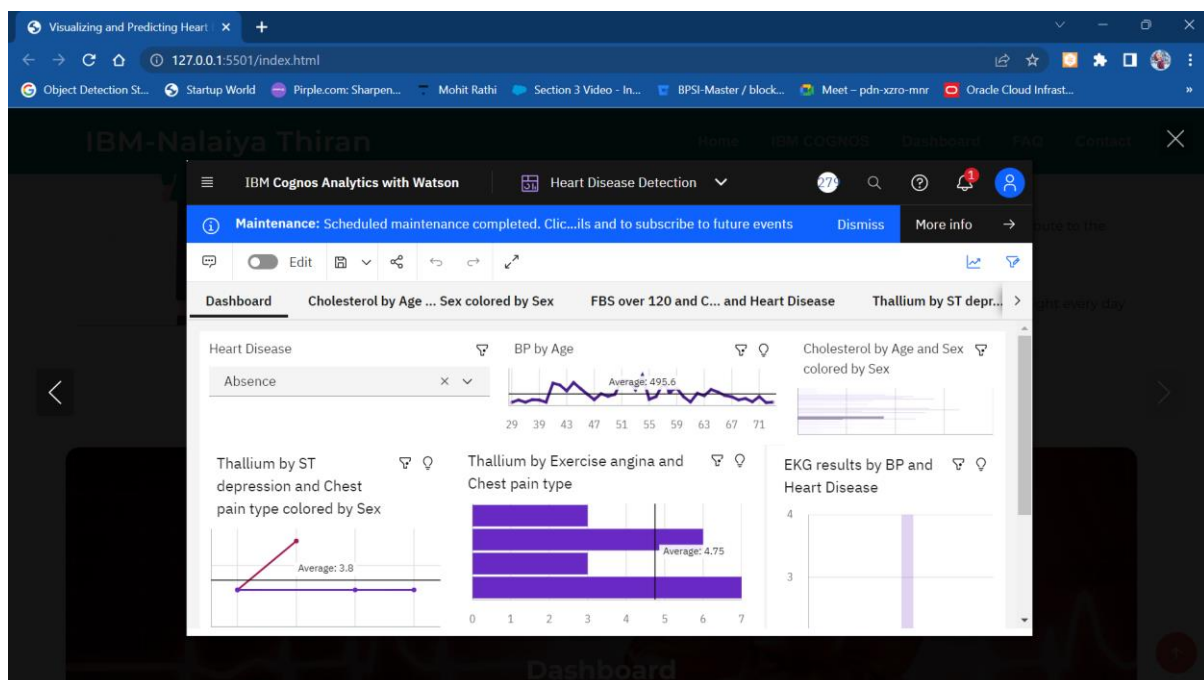 Visualizing and Predicting Heart
127.0.0.1:5501/index.html
Object Detection St... Startup World Pirple.com: Sharpen... Mohit Rathi Section 3 Video - In... BPSI-Master / block... Meet – pdn-xzro-mnr Oracle Cloud Infrast... »
IBM-Nalaiya Thiran Home IBM COGNOS Dashboard FAQ Contact
IBM Cognos Analytics with Watson Heart Disease Detection 279 1
Maintenance: Scheduled maintenance completed. Clic...ils and to subscribe to future events Dismiss More info
Edit
Dashboard Cholesterol by Age ... Sex colored by Sex FBS over 120 and C... and Heart Disease Thallium by ST depr...
ght every day
Heart Disease
Absence
BP by Age
Average: 495.6
29 39 43 47 51 55 59 63 67 71
Cholesterol by Age and Sex
colored by Sex
Thallium by ST
depression and Chest
pain type colored by Sex
Average: 3.8
Thallium by Exercise angina and
Chest pain type
Average: 4.75
0 1 2 3 4 5 6 7
EKG results by BP and
Heart Disease
4
3
Dashboard